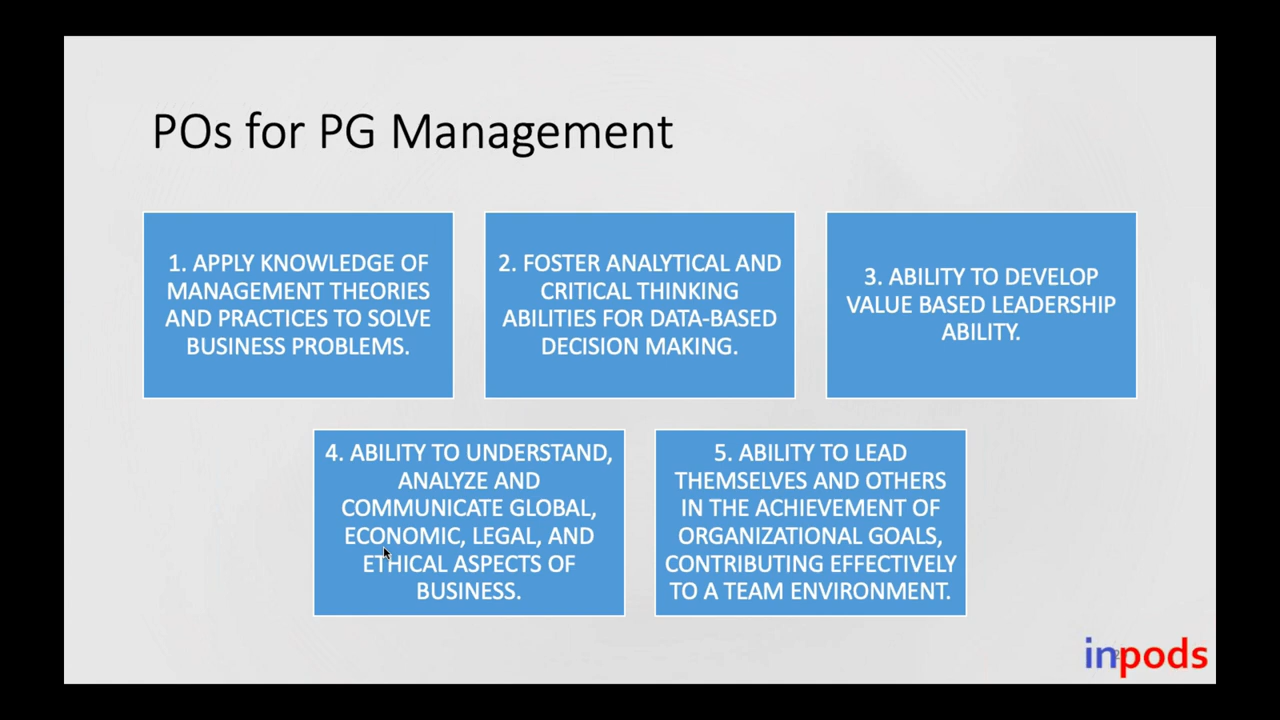 POs for PG Management
1. APPLY KNOWLEDGE OF
MANAGEMENT THEORIES
AND PRACTICES TO SOLVE
BUSINESS PROBLEMS.
2. FOSTER ANALYTICAL AND
CRITICAL THINKING
ABILITIES FOR DATA-BASED
DECISION MAKING.
3. ABILITY TO DEVELOP
VALUE BASED LEADERSHIP
ABILITY.
4. ABILITY TO UNDERSTAND,
ANALYZE AND
COMMUNICATE GLOBAL,
ECONOMIC, LEGAL, AND
ETHICAL ASPECTS OF
BUSINESS.
5. ABILITY TO LEAD
THEMSELVES AND OTHERS
IN THE ACHIEVEMENT OF
ORGANIZATIONAL GOALS,
CONTRIBUTING EFFECTIVELY
TO A TEAM ENVIRONMENT.
inpods